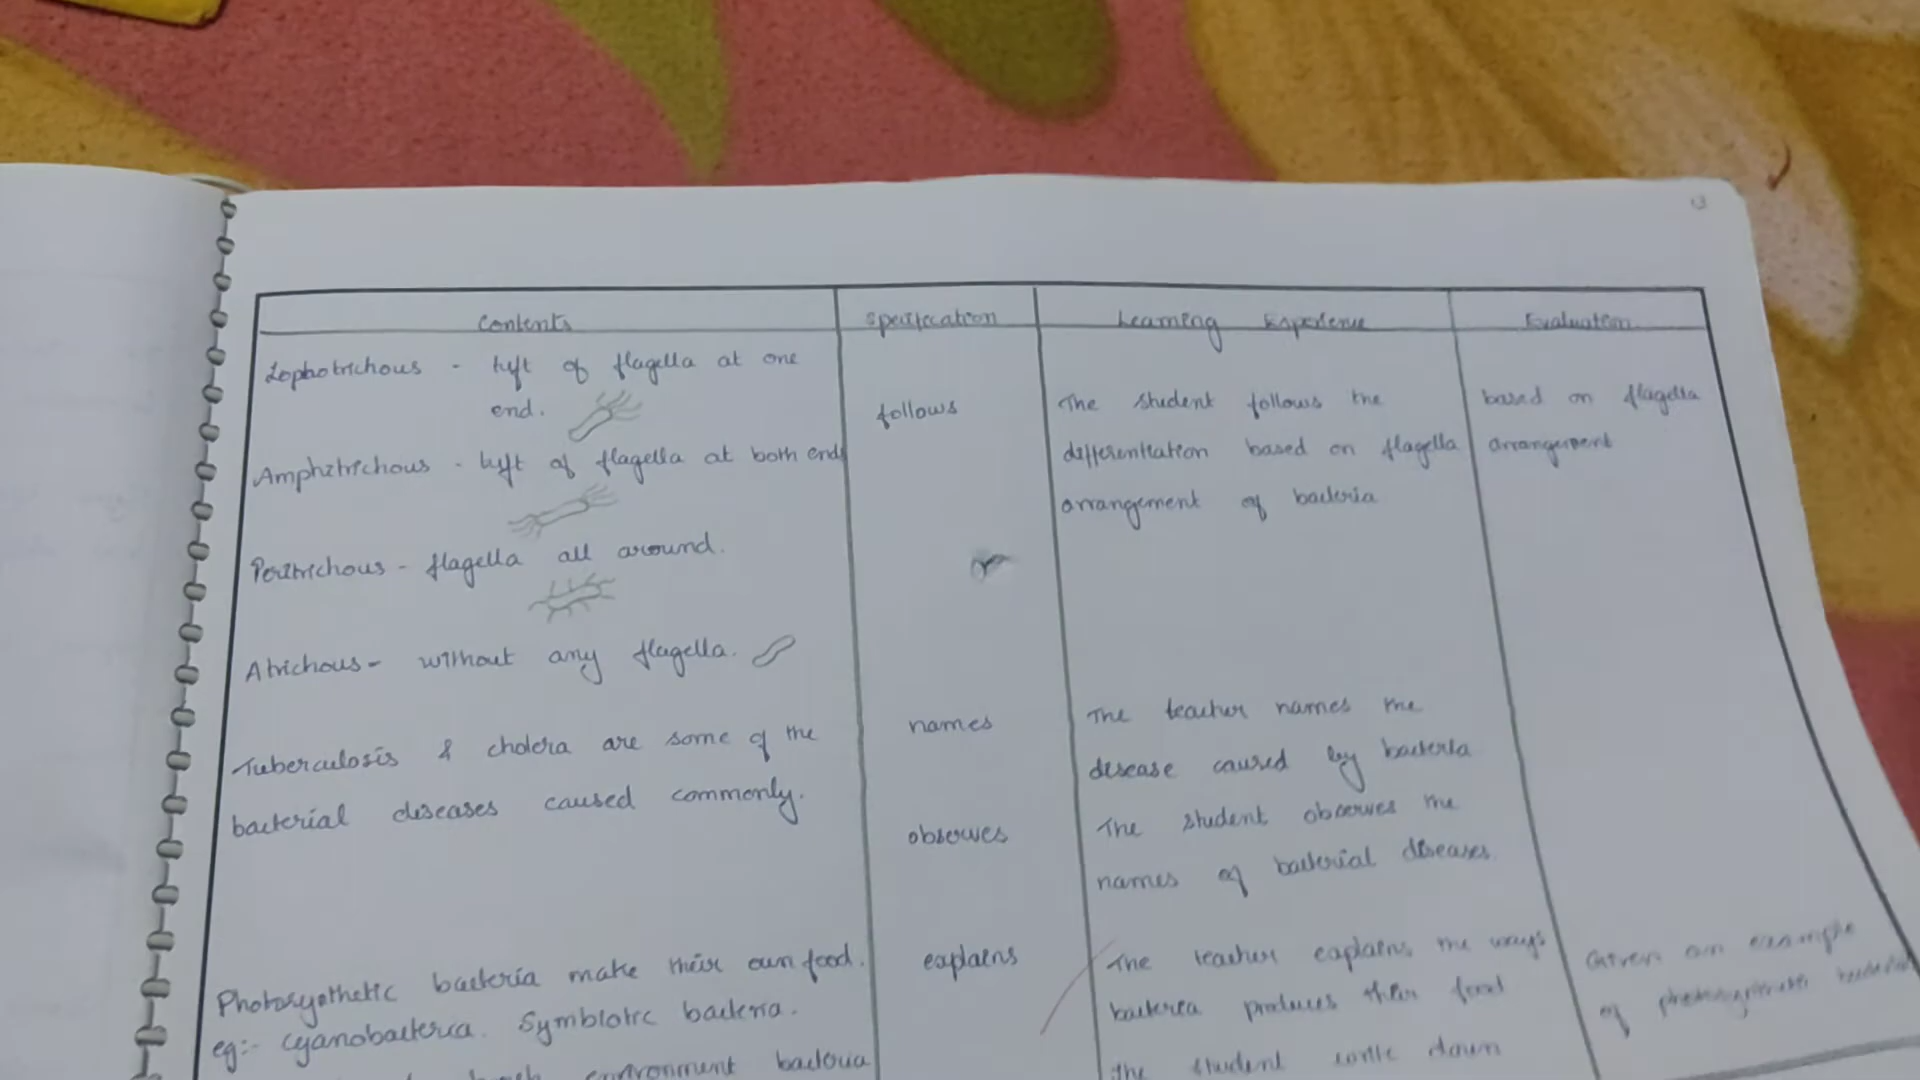 13
Contents
Lophotrichous - tuft of flagella at one
end.
Amphitrichous - tuft of flagella at both ends
Peritrichous - flagella all around.
Atrichous - without any flagella.
Tuberculosis & cholera are some of the
bacterial diseases caused commonly.
Photosyothetic bacteria make their own food.
eg:- cyanobacteria. Symbiotic bacteria.
environment bacteria
Specification
follows
names
observes
explains
Learning Experience
The student follows the
differentiation based on flagella
arrangement of bacteria
The teacher names the
disease caused by bacteria
The student observes the
names of bacterial diseases
The teacher explains the ways
bacteria produces their food
the student down
Evaluation
based on flagella
arrangement
Given an example
of